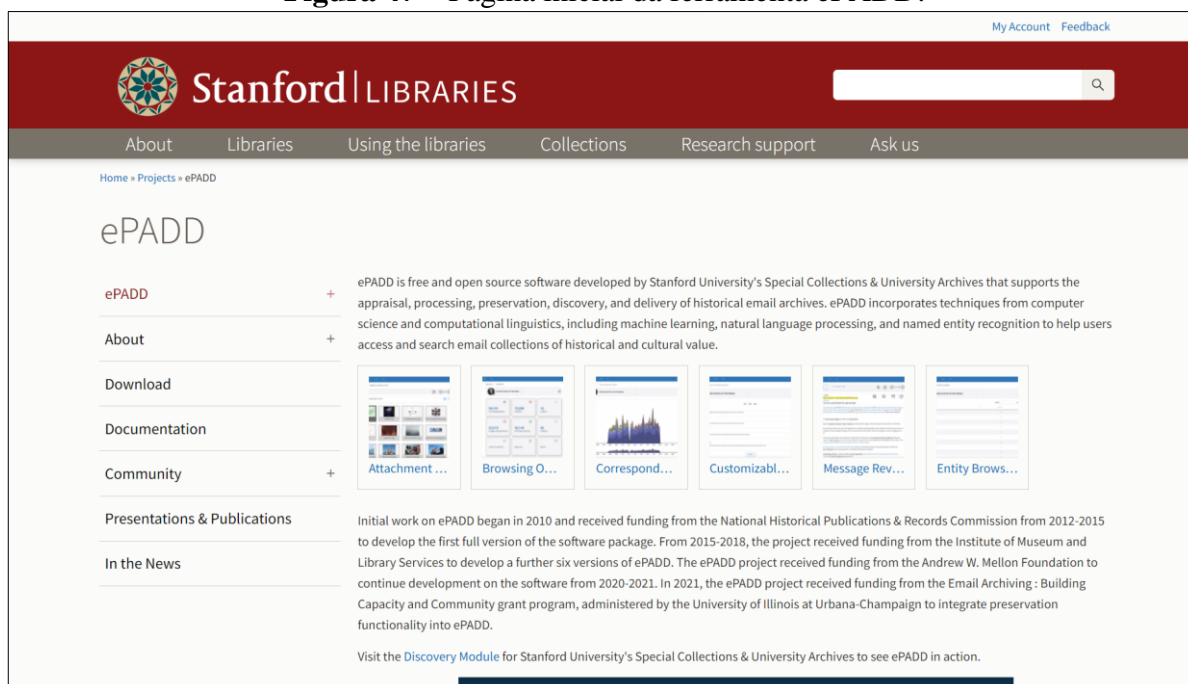 Figura 4: Página inicial da ferramenta ePADD.
My Account Feedback
Stanford LIBRARIES
About Libraries Using the libraries Collections Research support Ask us
Home » Projects » ePADD
ePADD
ePADD +
About +
Download
Documentation
Community +
Presentations & Publications
In the News
ePADD is free and open source software developed by Stanford University's Special Collections & University Archives that supports the
appraisal, processing, preservation, discovery, and delivery of historical email archives. ePADD incorporates techniques from computer
science and computational linguistics, including machine learning, natural language processing, and named entity recognition to help users
access and search email collections of historical and cultural value.
Attachment ... Browsing O... Correspond... Customizabl... Message Rev... Entity Brows...
Initial work on ePADD began in 2010 and received funding from the National Historical Publications & Records Commission from 2012-2015
to develop the first full version of the software package. From 2015-2018, the project received funding from the Institute of Museum and
Library Services to develop a further six versions of ePADD. The ePADD project received funding from the Andrew W. Mellon Foundation to
continue development on the software from 2020-2021. In 2021, the ePADD project received funding from the Email Archiving : Building
Capacity and Community grant program, administered by the University of Illinois at Urbana-Champaign to integrate preservation
functionality into ePADD.
Visit the Discovery Module for Stanford University's Special Collections & University Archives to see ePADD in action.